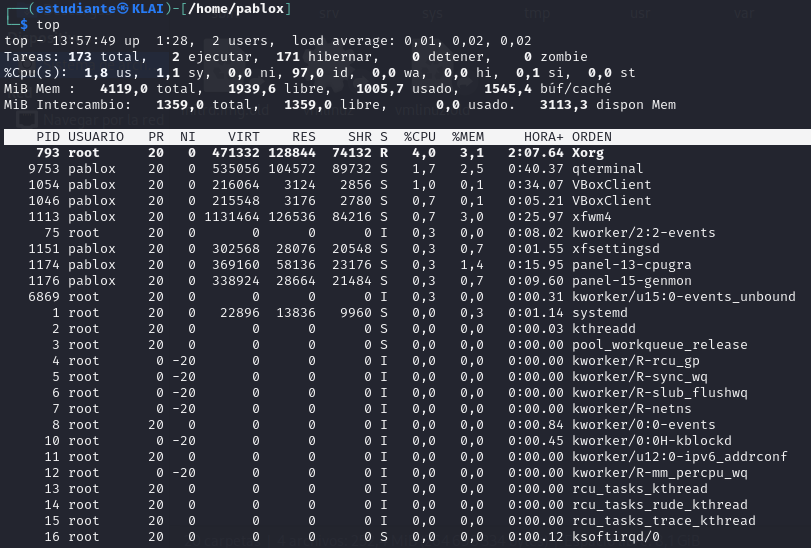 ┌──(estudiante㉿KLAI)-[/home/pablox]
└─$ top
top - 13:57:49 up  1:28,  2 users,  load average: 0,01, 0,02, 0,02
Tareas: 173 total,   2 ejecutar,  171 hibernar,    0 detener,    0 zombie
%Cpu(s):  1,8 us,  1,1 sy,  0,0 ni, 97,0 id,  0,0 wa,  0,0 hi,  0,1 si,  0,0 st
MiB Mem :   4119,0 total,   1939,6 libre,   1005,7 usado,   1545,4 búf/caché
MiB Intercambio:   1359,0 total,   1359,0 libre,      0,0 usado.   3113,3 dispon Mem
PID USUARIO   PR  NI    VIRT    RES    SHR S  %CPU  %MEM     HORA+ ORDEN
793 root      20   0  471332 128844  74132 R   4,0   3,1   2:07.64 Xorg
9753 pablox    20   0  535056 104572  89732 S   1,7   2,5   0:40.37 qterminal
1054 pablox    20   0  216064   3124   2856 S   1,0   0,1   0:34.07 VBoxClient
1046 pablox    20   0  215548   3176   2780 S   0,7   0,1   0:05.21 VBoxClient
1113 pablox    20   0 1131464 126536  84216 S   0,7   3,0   0:25.97 xfwm4
75 root      20   0       0      0      0 I   0,3   0,0   0:08.02 kworker/2:2-events
1151 pablox    20   0  302568  28076  20548 S   0,3   0,7   0:01.55 xfsettingsd
1174 pablox    20   0  369160  58136  23176 S   0,3   1,4   0:15.95 panel-13-cpugra
1176 pablox    20   0  338924  28664  21484 S   0,3   0,7   0:09.60 panel-15-genmon
6869 root      20   0       0      0      0 I   0,3   0,0   0:00.31 kworker/u15:0-events_unbound
1 root      20   0   22896  13836   9960 S   0,0   0,3   0:01.14 systemd
2 root      20   0       0      0      0 S   0,0   0,0   0:00.03 kthreadd
3 root      20   0       0      0      0 S   0,0   0,0   0:00.00 pool_workqueue_release
4 root       0 -20       0      0      0 I   0,0   0,0   0:00.00 kworker/R-rcu_gp
5 root       0 -20       0      0      0 I   0,0   0,0   0:00.00 kworker/R-sync_wq
6 root       0 -20       0      0      0 I   0,0   0,0   0:00.00 kworker/R-slub_flushwq
7 root       0 -20       0      0      0 I   0,0   0,0   0:00.00 kworker/R-netns
8 root      20   0       0      0      0 I   0,0   0,0   0:00.84 kworker/0:0-events
10 root       0 -20       0      0      0 I   0,0   0,0   0:00.45 kworker/0:0H-kblockd
11 root      20   0       0      0      0 I   0,0   0,0   0:00.00 kworker/u12:0-ipv6_addrconf
12 root       0 -20       0      0      0 I   0,0   0,0   0:00.00 kworker/R-mm_percpu_wq
13 root      20   0       0      0      0 I   0,0   0,0   0:00.00 rcu_tasks_kthread
14 root      20   0       0      0      0 I   0,0   0,0   0:00.00 rcu_tasks_rude_kthread
15 root      20   0       0      0      0 I   0,0   0,0   0:00.00 rcu_tasks_trace_kthread
16 root      20   0       0      0      0 S   0,0   0,0   0:00.12 ksoftirqd/0